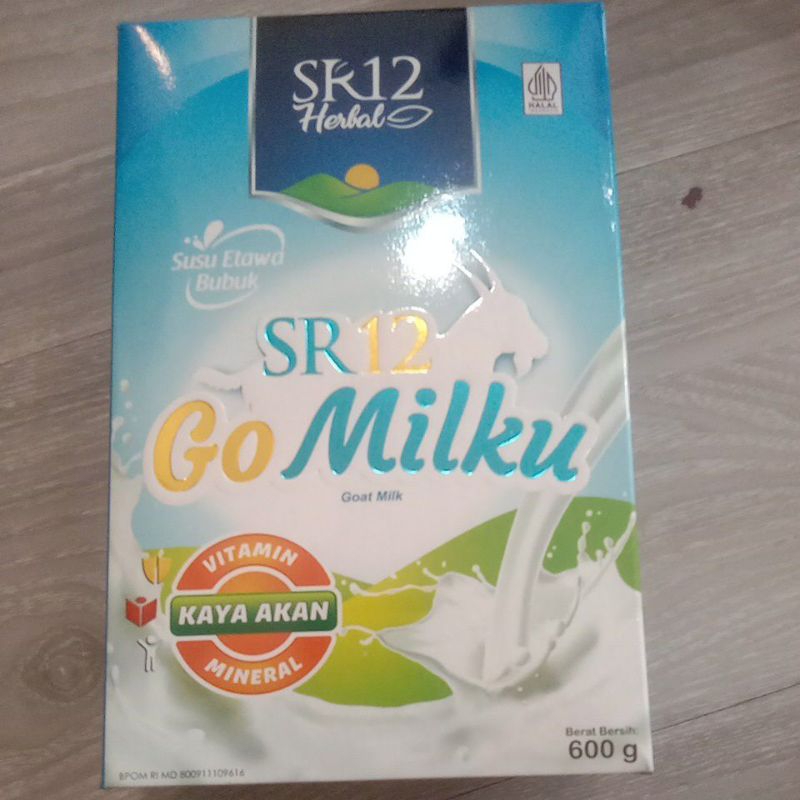 SR12
Herbal
HALAL
Susu Etawa
Bubuk
SR12
Go Milku
Goat Milk
VITAMIN
KAYA AKAN
MINERAL
Berat Bersih:
600 g
BPOM RI MD 800911109616